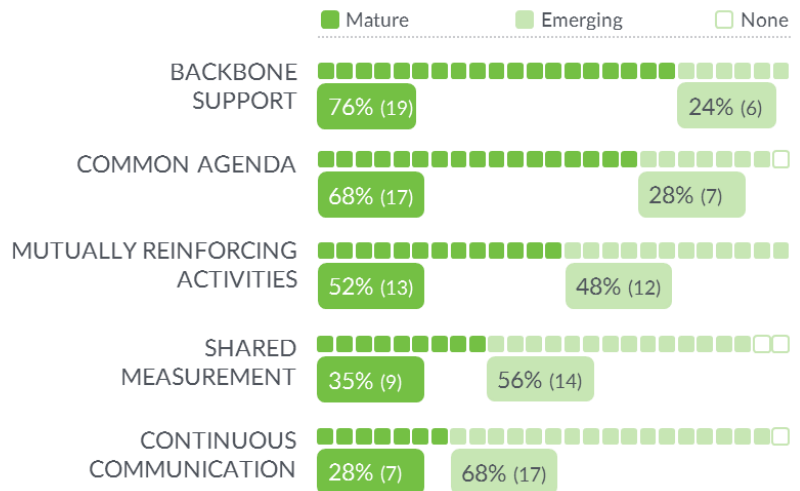 Mature Emerging None
BACKBONE
SUPPORT
76% (19) 24% (6)
COMMON AGENDA
68% (17) 28% (7)
MUTUALLY REINFORCING
ACTIVITIES
52% (13) 48% (12)
SHARED
MEASUREMENT
35% (9) 56% (14)
CONTINUOUS
COMMUNICATION
28% (7) 68% (17)